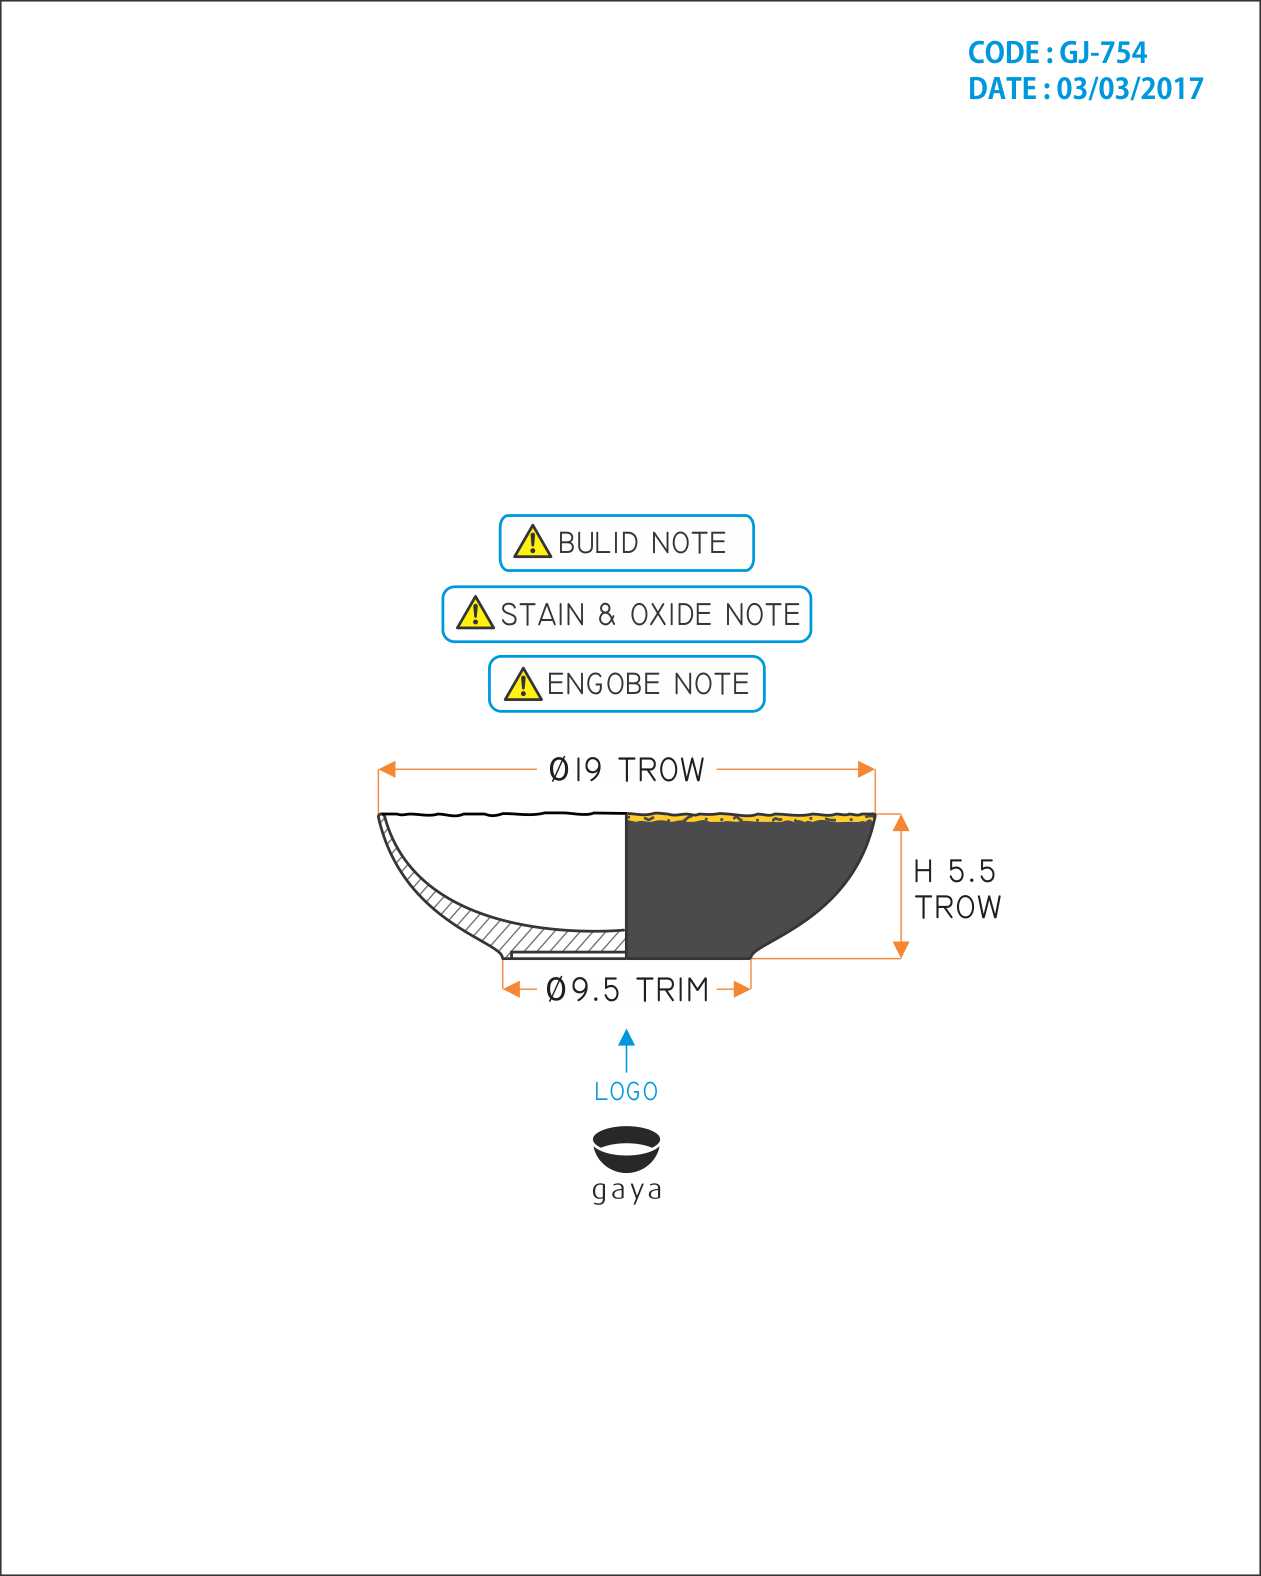 CODE : GJ-754
DATE : 03/03/2017
BULID NOTE
STAIN & OXIDE NOTE
ENGOBE NOTE
Ø19 TROW
H 5.5
TROW
Ø9.5 TRIM
LOGO
gaya